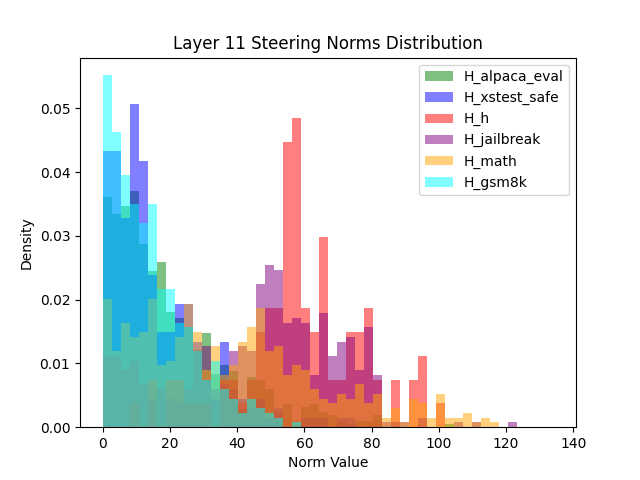 Layer 11 Steering Norms Distribution
H_alpaca_eval
H_xstest_safe
H_h
H_jailbreak
H_math
H_gsm8k
Density
0.05
0.04
0.03
0.02
0.01
0.00
0 20 40 60 80 100 120 140
Norm Value